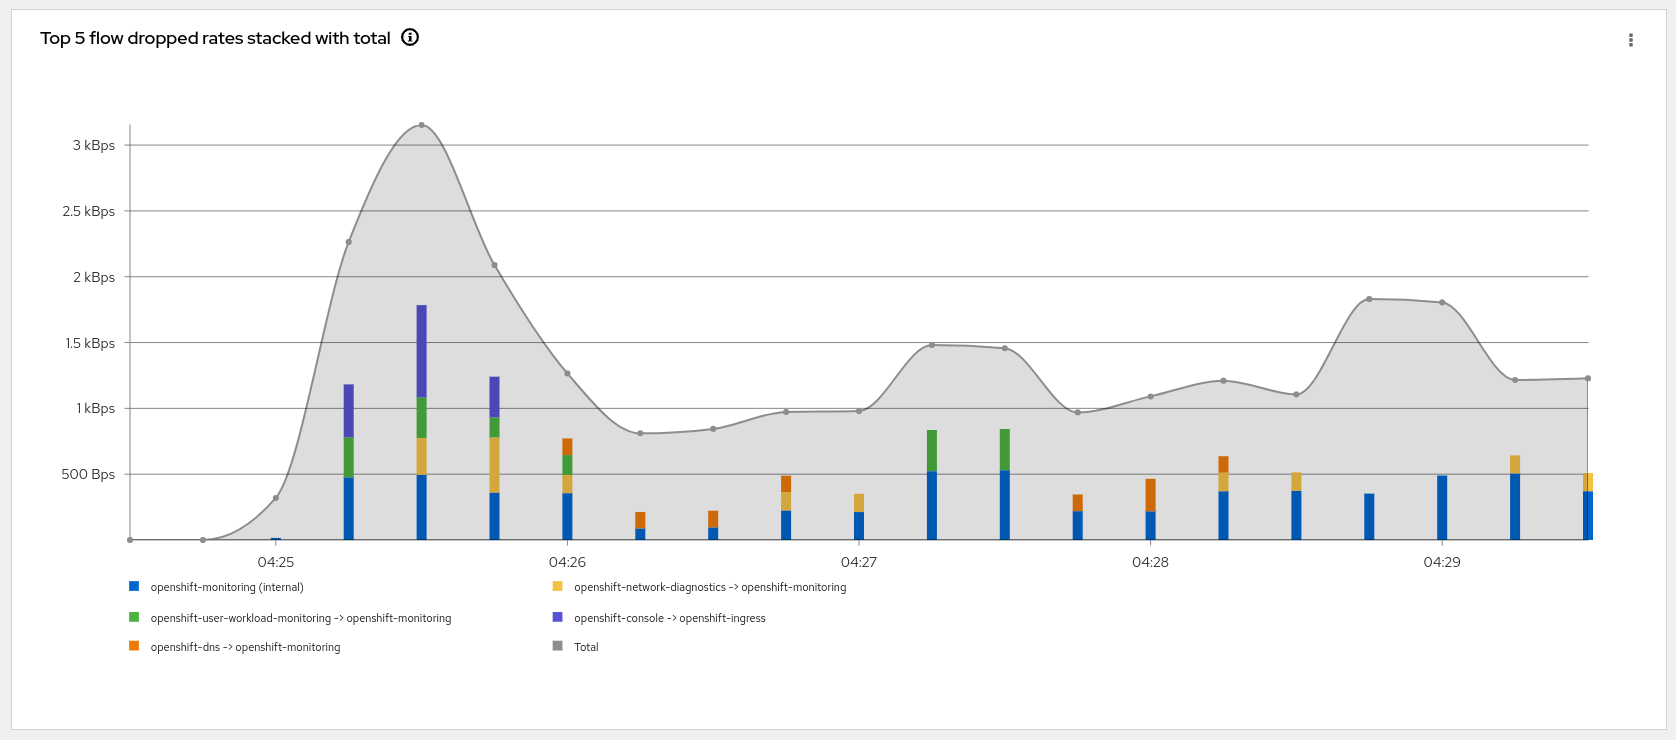 Top 5 flow dropped rates stacked with total
3 kBps
2.5 kBps
2 kBps
1.5 kBps
1 kBps
500 Bps
04:25 04:26 04:27 04:28 04:29
openshift-monitoring (internal) openshift-network-diagnostics -> openshift-monitoring
openshift-user-workload-monitoring -> openshift-monitoring openshift-console -> openshift-ingress
openshift-dns -> openshift-monitoring Total